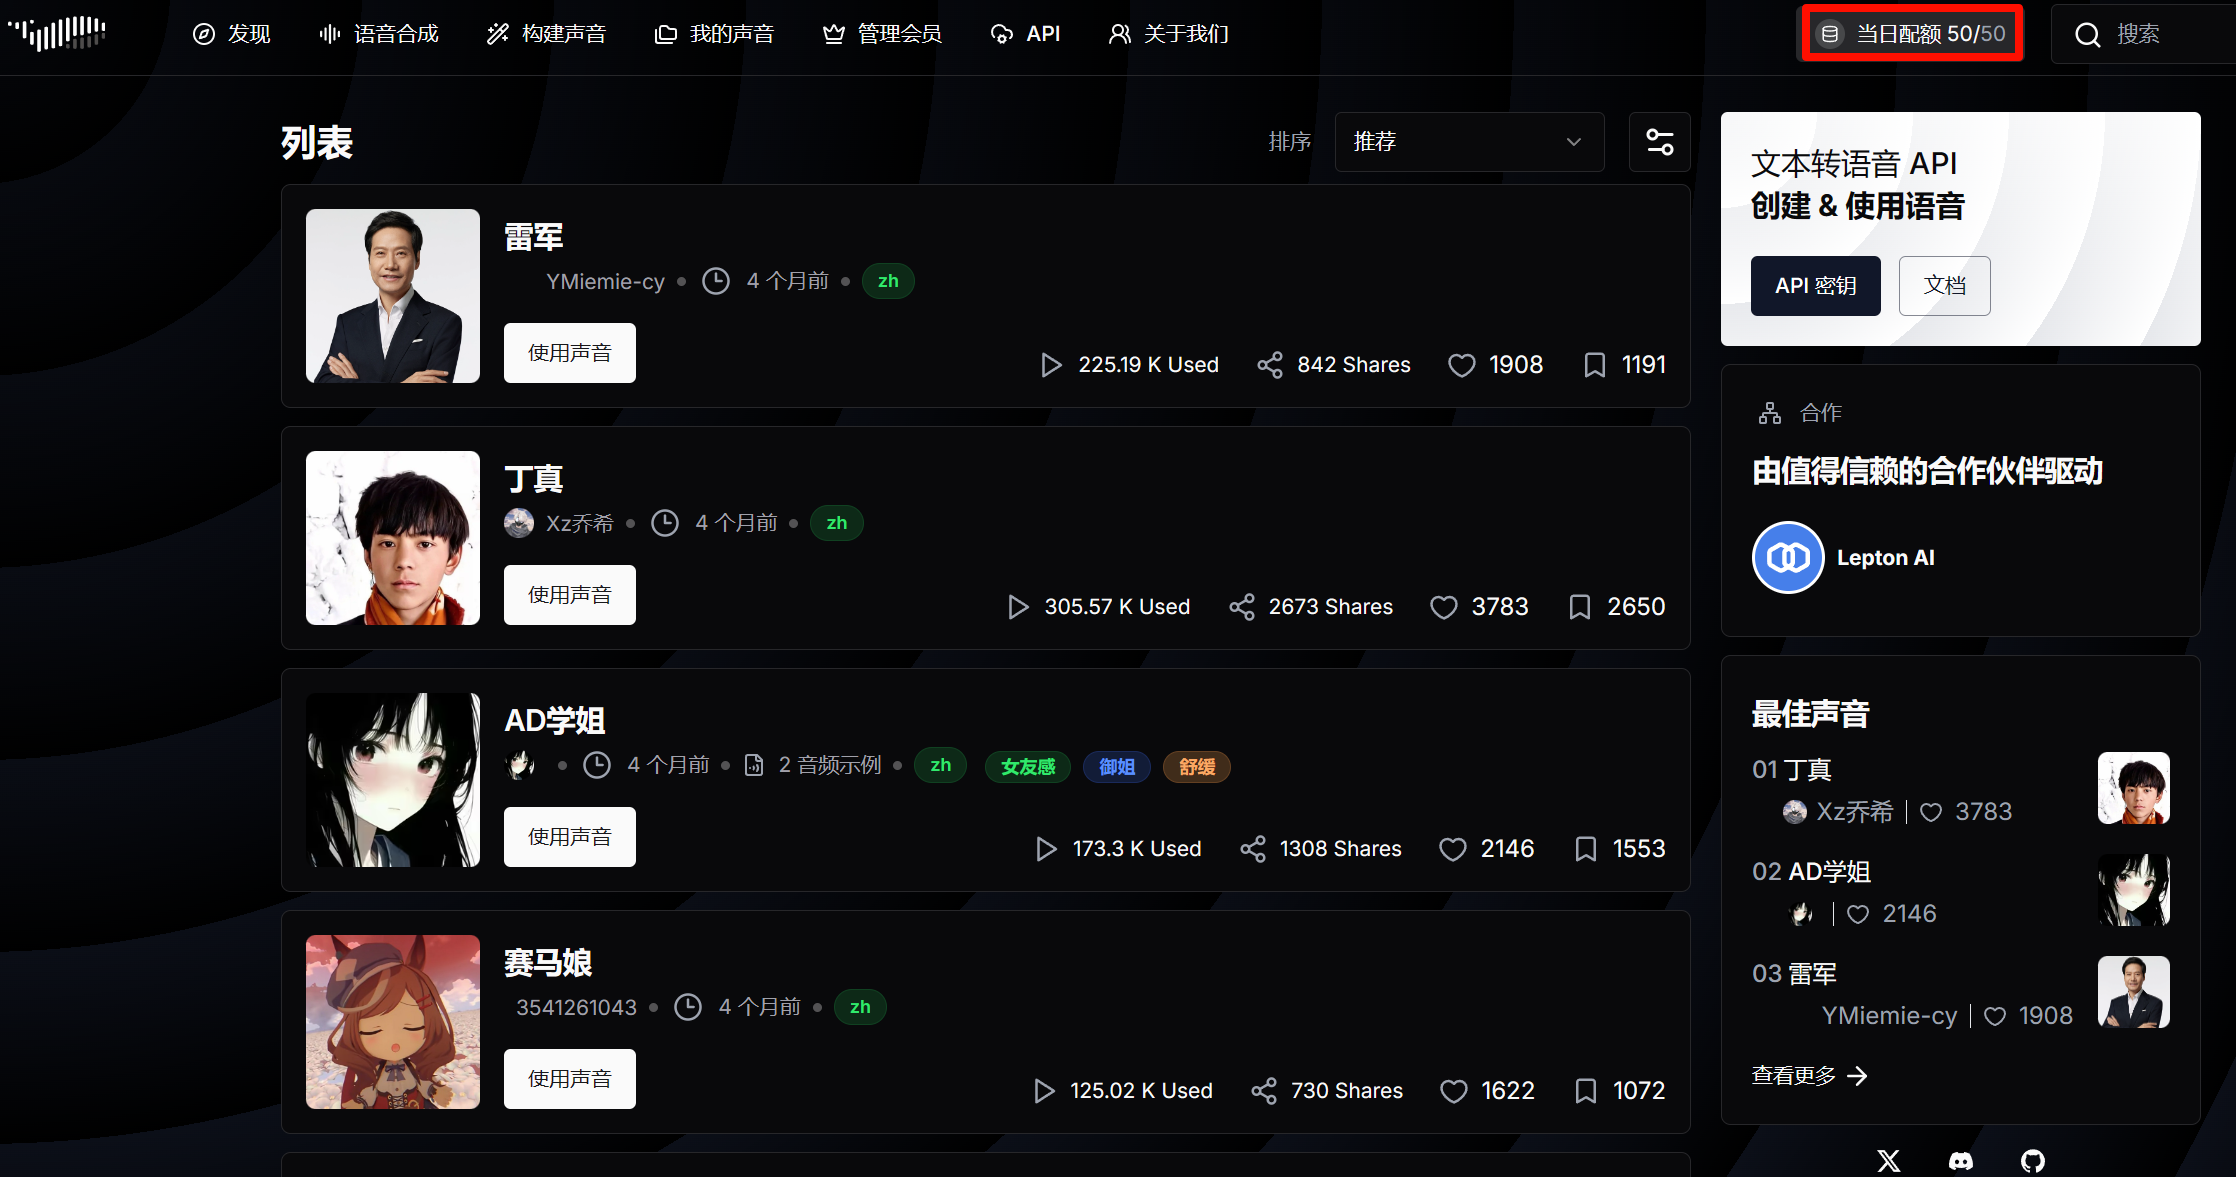 发现
语音合成
构建声音
我的声音
管理会员
API
关于我们
当日配额 50/50
搜索
列表
排序
推荐
雷军
YMiemie-cy • 4 个月前 • zh
使用声音
225.19 K Used
842 Shares
1908
1191
丁真
Xz乔希 • 4 个月前 • zh
使用声音
305.57 K Used
2673 Shares
3783
2650
AD学姐
• 4 个月前 • 2 音频示例 • zh 女友感 御姐 舒缓
使用声音
173.3 K Used
1308 Shares
2146
1553
赛马娘
3541261043 • 4 个月前 • zh
使用声音
125.02 K Used
730 Shares
1622
1072
文本转语音 API
创建 & 使用语音
API 密钥
文档
合作
由值得信赖的合作伙伴驱动
Lepton AI
最佳声音
01 丁真
Xz乔希 | 3783
02 AD学姐
| 2146
03 雷军
YMiemie-cy | 1908
查看更多